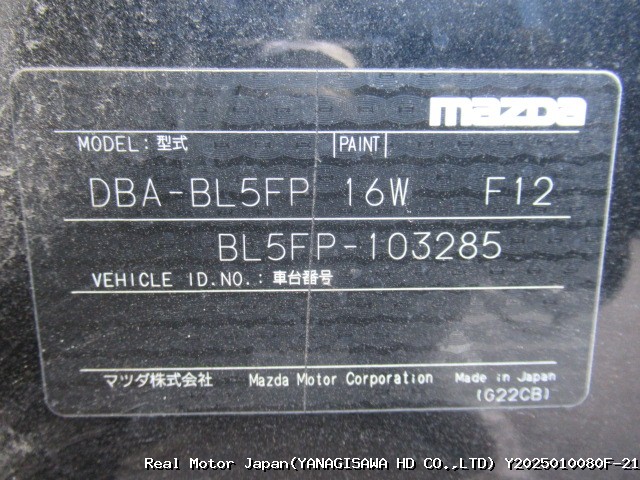 mazda
MODEL: 型式 PAINT
DBA-BL5FP 16W F12
BL5FP-103285
VEHICLE ID.NO.: 車台番号
マツダ株式会社 Mazda Motor Corporation Made in Japan
(G22CB)
Real Motor Japan(YANAGISAWA HD CO.,LTD) Y2025010080F-21